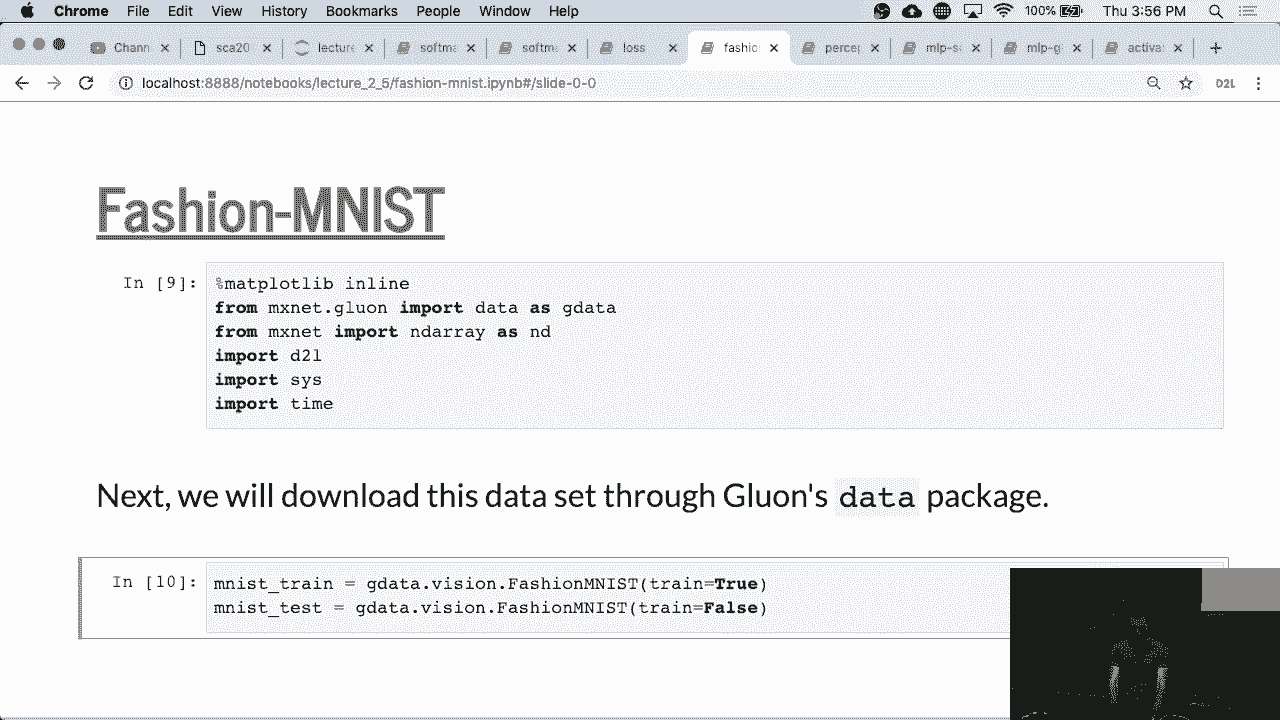 Chrome File Edit View History Bookmarks People Window Help 100% Thu 3:56 PM
Chann sca20 lecture softma softma loss fashion percep mlp-s mlp-g activa
localhost:8888/notebooks/lecture_2_5/fashion-mnist.ipynb#/slide-0-0 D2L
Fashion-MNIST
In [9]: %matplotlib inline
from mxnet.gluon import data as gdata
from mxnet import ndarray as nd
import d2l
import sys
import time
Next, we will download this data set through Gluon's data package.
In [10]: mnist_train = gdata.vision.FashionMNIST(train=True)
mnist_test = gdata.vision.FashionMNIST(train=False)